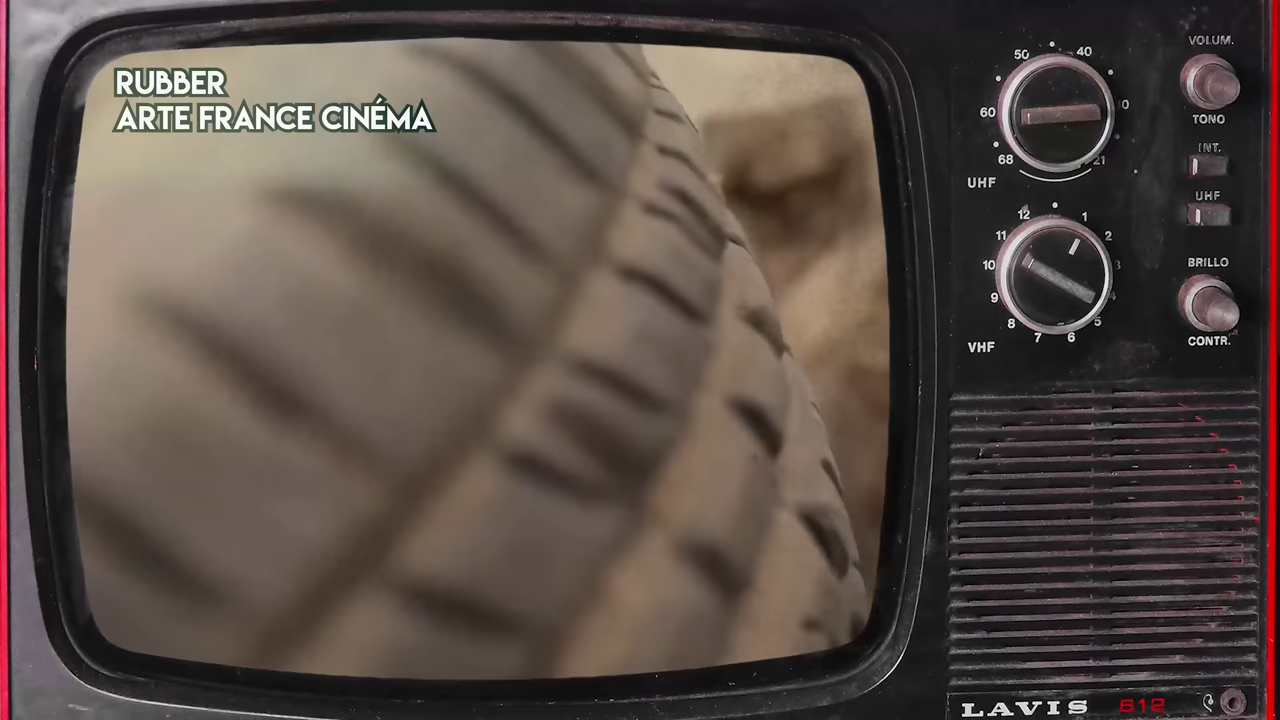 RUBBER
ARTE FRANCE CINÉMA
VOLUM.
50 40
60 0
TONO
68 21
INT.
UHF
UHF
12 1
11 2
10 3
9 4
8 5
7 6
BRILLO
VHF
CONTR.
LAVIS 612